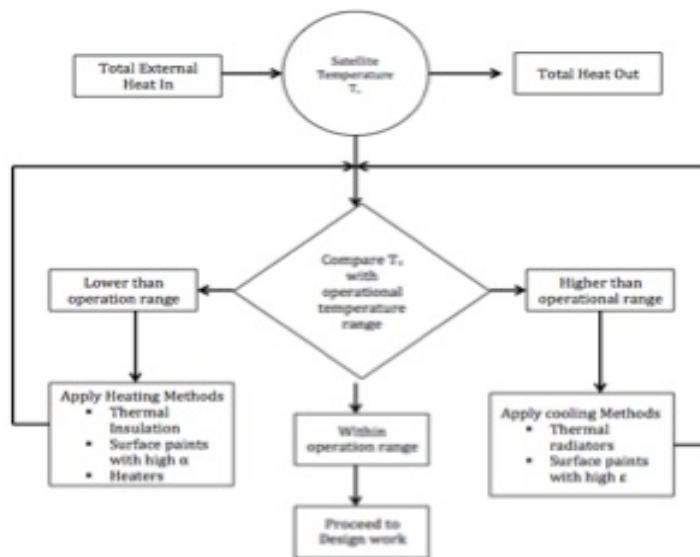 Total External
Heat In
Satellite
Temperature
Tₛ
Total Heat Out
Compare Tₛ
with
operational
temperature
range
Lower than
operation range
Higher than
operational range
Apply Heating Methods
▪ Thermal
Insulation
▪ Surface paints
with high α
▪ Heaters
Within
operation range
Apply cooling Methods
▪ Thermal
radiators
▪ Surface paints
with high ε
Proceed to
Design work